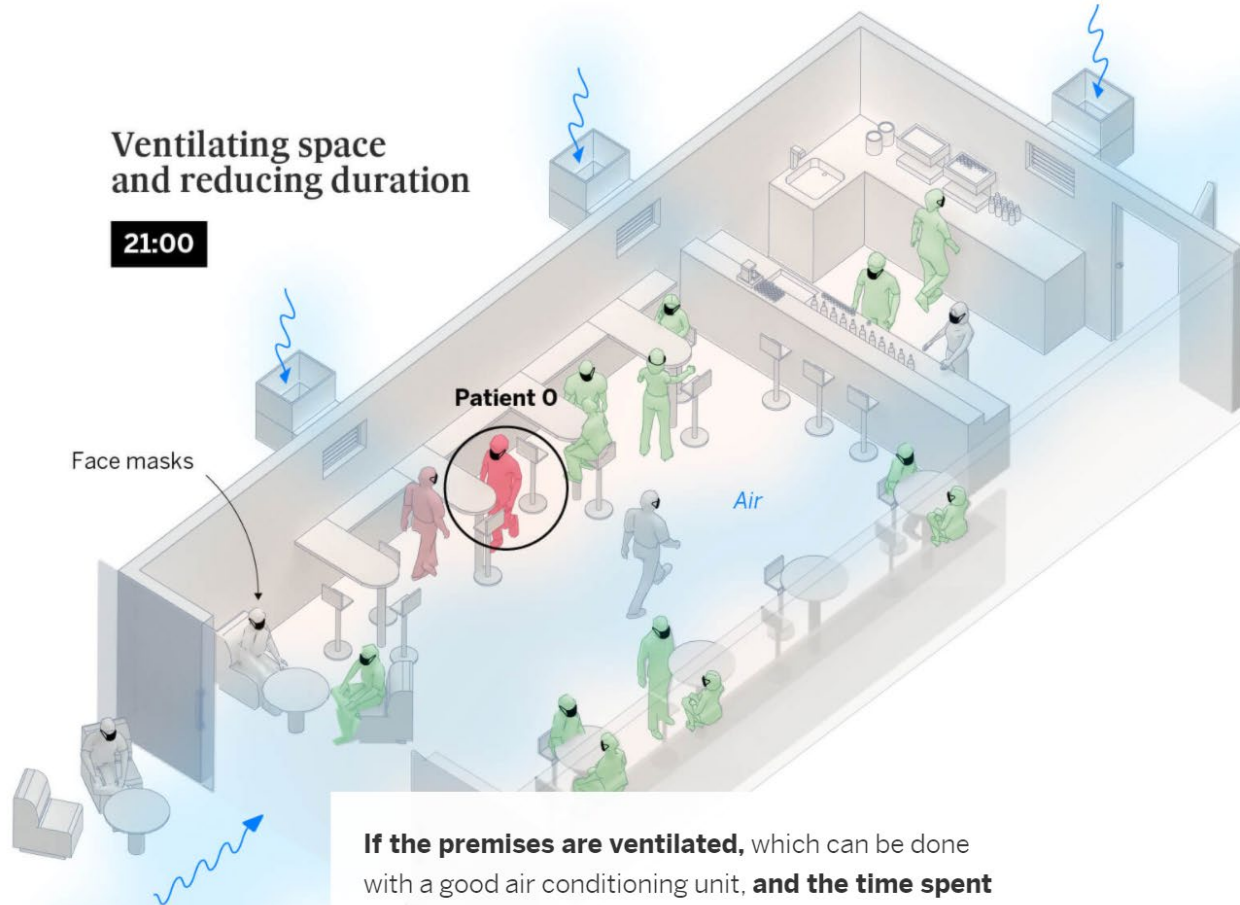 Ventilating space
and reducing duration
21:00
Patient 0
Face masks
Air
If the premises are ventilated, which can be done
with a good air conditioning unit, and the time spent